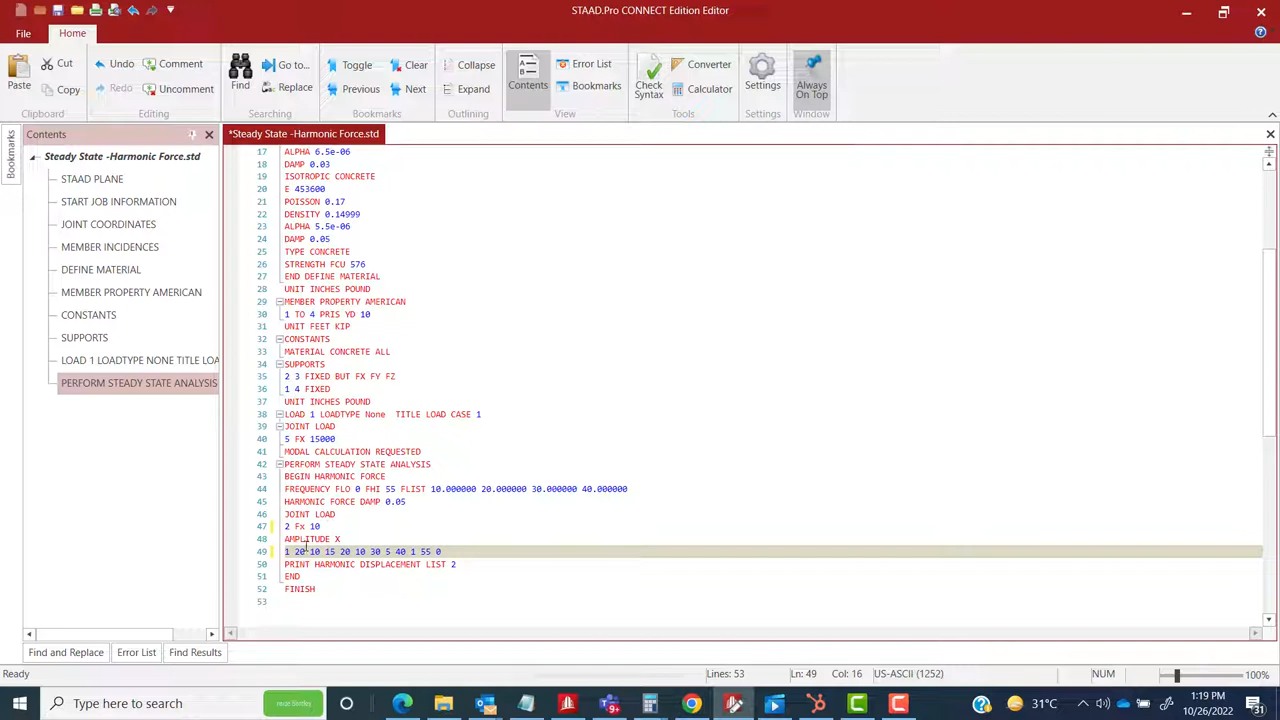 STAAD.Pro CONNECT Edition Editor
File
Home
Paste
Cut
Copy
Clipboard
Undo
Redo
Comment
Uncomment
Editing
Find
Go to...
Replace
Searching
Toggle
Previous
Clear
Next
Bookmarks
Collapse
Expand
Outlining
Contents
Error List
Bookmarks
View
Check Syntax
Converter
Calculator
Tools
Settings
Settings
Always On Top
Window
Bookmarks
Contents
Steady State -Harmonic Force.std
STAAD PLANE
START JOB INFORMATION
JOINT COORDINATES
MEMBER INCIDENCES
DEFINE MATERIAL
MEMBER PROPERTY AMERICAN
CONSTANTS
SUPPORTS
LOAD 1 LOADTYPE NONE TITLE LOA
PERFORM STEADY STATE ANALYSIS
*Steady State -Harmonic Force.std
17 ALPHA 6.5e-06
18 DAMP 0.03
19 ISOTROPIC CONCRETE
20 E 453600
21 POISSON 0.17
22 DENSITY 0.14999
23 ALPHA 5.5e-06
24 DAMP 0.05
25 TYPE CONCRETE
26 STRENGTH FCU 576
27 END DEFINE MATERIAL
28 UNIT INCHES POUND
29 MEMBER PROPERTY AMERICAN
30 1 TO 4 PRIS YD 10
31 UNIT FEET KIP
32 CONSTANTS
33 MATERIAL CONCRETE ALL
34 SUPPORTS
35 2 3 FIXED BUT FX FY FZ
36 1 4 FIXED
37 UNIT INCHES POUND
38 LOAD 1 LOADTYPE None TITLE LOAD CASE 1
39 JOINT LOAD
40 5 FX 15000
41 MODAL CALCULATION REQUESTED
42 PERFORM STEADY STATE ANALYSIS
43 BEGIN HARMONIC FORCE
44 FREQUENCY FLO 0 FHI 55 FLIST 10.000000 20.000000 30.000000 40.000000
45 HARMONIC FORCE DAMP 0.05
46 JOINT LOAD
47 2 Fx 10
48 AMPLITUDE X
49 1 20 10 15 20 10 30 5 40 1 55 0
50 PRINT HARMONIC DISPLACEMENT LIST 2
51 END
52 FINISH
53
Find and Replace
Error List
Find Results
Ready
Lines: 53
Ln: 49
Col: 16
US-ASCII (1252)
NUM
100%
Type here to search
31°C
1:19 PM
10/26/2022